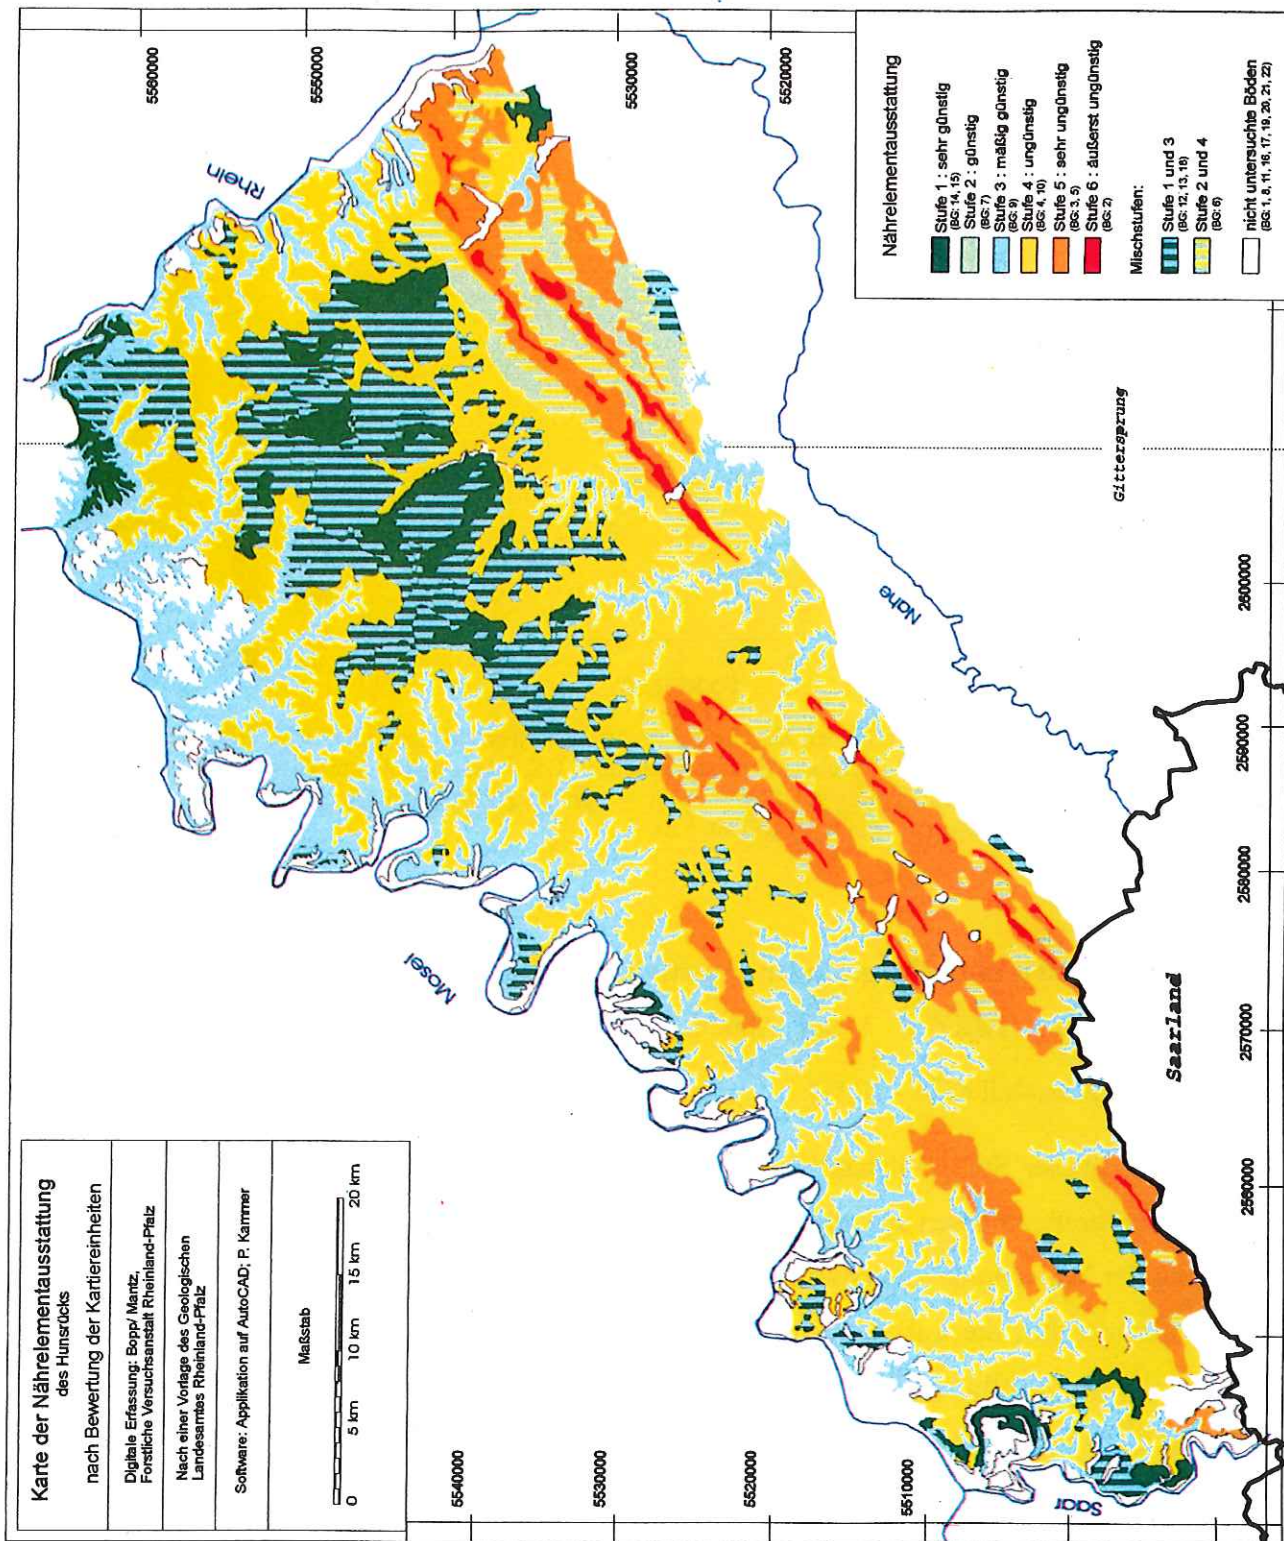 Karte der Nährelementausstattung
des Hunsrücks
nach Bewertung der Kartiereinheiten
Digitale Erfassung: Bopp/ Mantz,
Forstliche Versuchsanstalt Rheinland-Pfalz
Nach einer Vorlage des Geologischen
Landesamtes Rheinland-Pfalz
Software: Applikation auf AutoCAD; P. Kammer
Maßstab
0 5 km 10 km 15 km 20 km
Mosel
Rhein
Nahe
Saar
Saarland
Gittersprung
5560000
5550000
5530000
5520000
5540000
5530000
5520000
5510000
2560000
2570000
2580000
2590000
2600000
Nährelementausstattung
Stufe 1 : sehr günstig
(BG: 14, 15)
Stufe 2 : günstig
(BG: 7)
Stufe 3 : mäßig günstig
(BG: 9)
Stufe 4 : ungünstig
(BG: 4, 10)
Stufe 5 : sehr ungünstig
(BG: 3, 5)
Stufe 6 : äußerst ungünstig
(BG: 2)
Mischstufen:
Stufe 1 und 3
(BG: 12, 13, 18)
Stufe 2 und 4
(BG: 6)
nicht untersuchte Böden
(BG: 1, 8, 11, 16, 17, 19, 20, 21, 22)